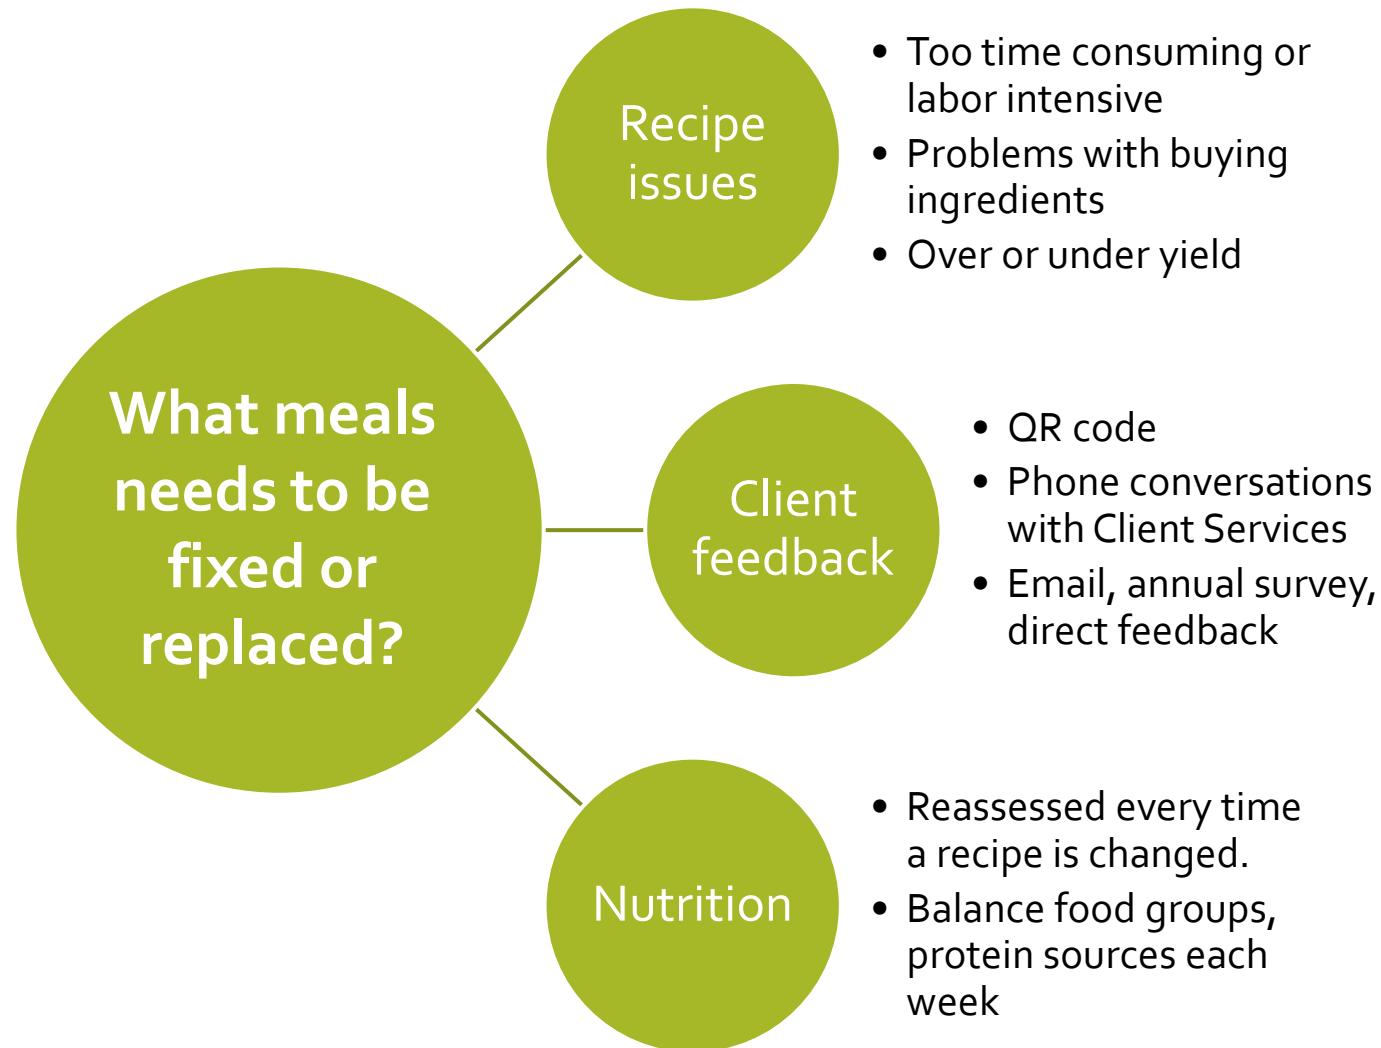 What meals
needs to be
fixed or
replaced?
Recipe
issues
• Too time consuming or
labor intensive
• Problems with buying
ingredients
• Over or under yield
Client
feedback
• QR code
• Phone conversations
with Client Services
• Email, annual survey,
direct feedback
Nutrition
• Reassessed every time
a recipe is changed.
• Balance food groups,
protein sources each
week